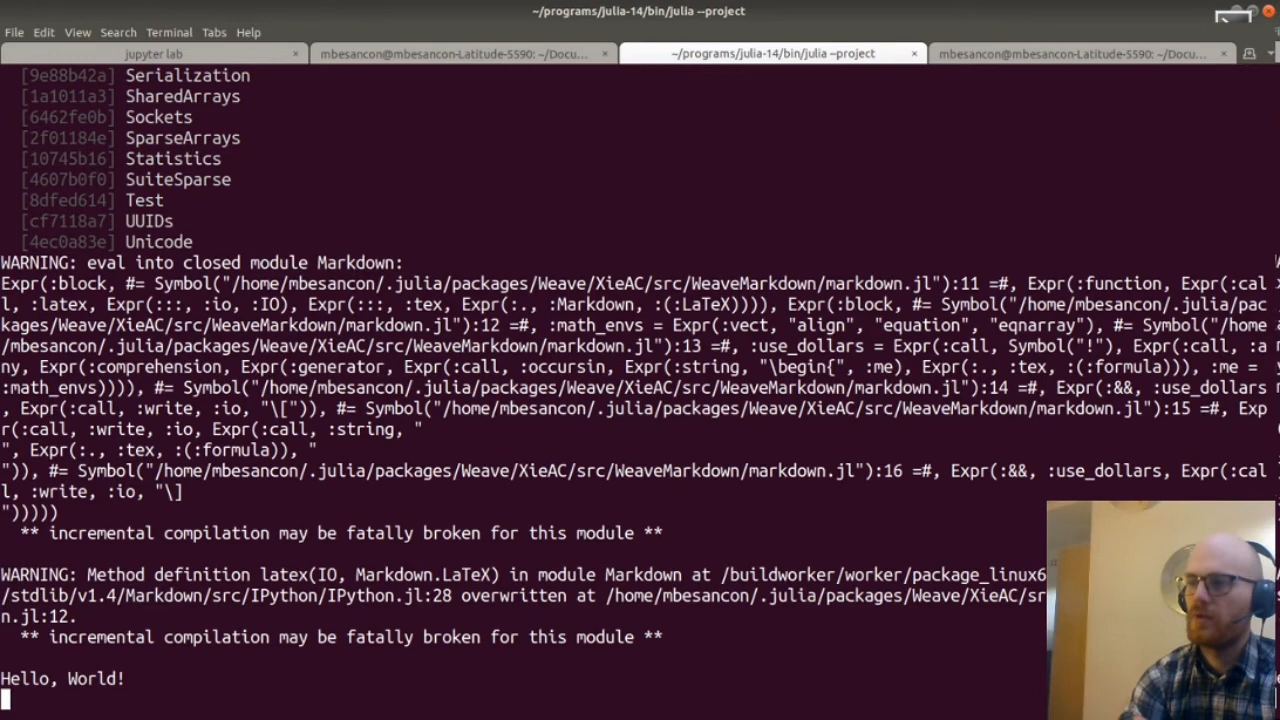 ~/programs/julia-14/bin/julia --project
File Edit View Search Terminal Tabs Help
jupyter lab × mbesancon@mbesancon-Latitude-5590: ~/Docu... × ~/programs/julia-14/bin/julia --project × mbesancon@mbesancon-Latitude-5590: ~/Docu... ×
[9e88b42a] Serialization
[1a1011a3] SharedArrays
[6462fe0b] Sockets
[2f01184e] SparseArrays
[10745b16] Statistics
[4607b0f0] SuiteSparse
[8dfed614] Test
[cf7118a7] UUIDs
[4ec0a83e] Unicode
WARNING: eval into closed module Markdown:
Expr(:block, #= Symbol("/home/mbesancon/.julia/packages/Weave/XieAC/src/WeaveMarkdown/markdown.jl"):11 =#, Expr(:function, Expr(:cal
l, :latex, Expr(:::, :io, :IO), Expr(:::, :tex, Expr(:., :Markdown, :(:LaTeX)))), Expr(:block, #= Symbol("/home/mbesancon/.julia/pac
kages/Weave/XieAC/src/WeaveMarkdown/markdown.jl"):12 =#, :math_envs = Expr(:vect, "align", "equation", "eqnarray"), #= Symbol("/home
/mbesancon/.julia/packages/Weave/XieAC/src/WeaveMarkdown/markdown.jl"):13 =#, :use_dollars = Expr(:call, Symbol("!"), Expr(:call, :a
ny, Expr(:comprehension, Expr(:generator, Expr(:call, :occursin, Expr(:string, "\begin{", :me), Expr(:., :tex, :(:formula))), :me =
:math_envs)))), #= Symbol("/home/mbesancon/.julia/packages/Weave/XieAC/src/WeaveMarkdown/markdown.jl"):14 =#, Expr(:&&, :use_dollars
, Expr(:call, :write, :io, "\[")), #= Symbol("/home/mbesancon/.julia/packages/Weave/XieAC/src/WeaveMarkdown/markdown.jl"):15 =#, Exp
r(:call, :write, :io, Expr(:call, :string, "
", Expr(:., :tex, :(:formula)), "
")), #= Symbol("/home/mbesancon/.julia/packages/Weave/XieAC/src/WeaveMarkdown/markdown.jl"):16 =#, Expr(:&&, :use_dollars, Expr(:cal
l, :write, :io, "\]
")))))
** incremental compilation may be fatally broken for this module **
WARNING: Method definition latex(IO, Markdown.LaTeX) in module Markdown at /buildworker/worker/package_linux6
/stdlib/v1.4/Markdown/src/IPython/IPython.jl:28 overwritten at /home/mbesancon/.julia/packages/Weave/XieAC/sr
n.jl:12.
** incremental compilation may be fatally broken for this module **
Hello, World!